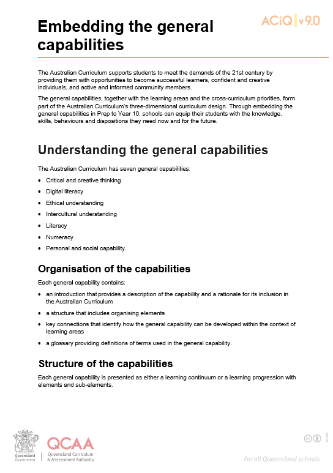 Embedding the general
capabilities
ACiQ | v9.0
The Australian Curriculum supports students to meet the demands of the 21st century by
providing them with opportunities to become successful learners, confident and creative
individuals, and active and informed community members.
The general capabilities, together with the learning areas and the cross-curriculum priorities, form
part of the Australian Curriculum's three-dimensional curriculum design. Through embedding the
general capabilities in Prep to Year 10, schools can equip their students with the knowledge,
skills, behaviours and dispositions they need now and for the future.
Understanding the general capabilities
The Australian Curriculum has seven general capabilities:
• Critical and creative thinking
• Digital literacy
• Ethical understanding
• Intercultural understanding
• Literacy
• Numeracy
• Personal and social capability.
Organisation of the capabilities
Each general capability contains:
• an introduction that provides a description of the capability and a rationale for its inclusion in
the Australian Curriculum
• a structure that includes organising elements
• key connections that identify how the general capability can be developed within the context of
learning areas
• a glossary providing definitions of terms used in the general capability.
Structure of the capabilities
Each general capability is presented as either a learning continuum or a learning progression with
elements and sub-elements.
Queensland
Government
QCAA
Queensland Curriculum
& Assessment Authority
For all Queensland schools